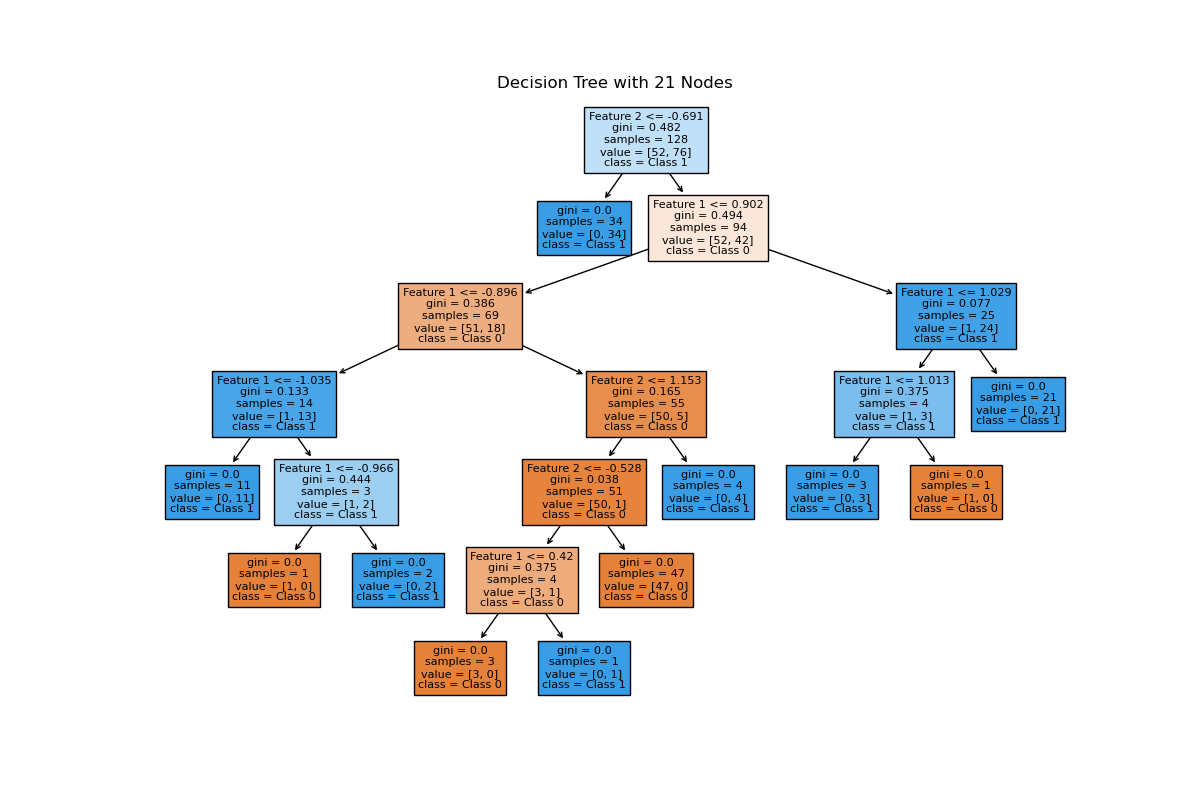 Decision Tree with 21 Nodes
Feature 2 <= -0.691
gini = 0.482
samples = 128
value = [52, 76]
class = Class 1
gini = 0.0
samples = 34
value = [0, 34]
class = Class 1
Feature 1 <= 0.902
gini = 0.494
samples = 94
value = [52, 42]
class = Class 0
Feature 1 <= -0.896
gini = 0.386
samples = 69
value = [51, 18]
class = Class 0
Feature 1 <= 1.029
gini = 0.077
samples = 25
value = [1, 24]
class = Class 1
Feature 1 <= -1.035
gini = 0.133
samples = 14
value = [1, 13]
class = Class 1
Feature 2 <= 1.153
gini = 0.165
samples = 55
value = [50, 5]
class = Class 0
Feature 1 <= 1.013
gini = 0.375
samples = 4
value = [1, 3]
class = Class 1
gini = 0.0
samples = 21
value = [0, 21]
class = Class 1
gini = 0.0
samples = 11
value = [0, 11]
class = Class 1
Feature 1 <= -0.966
gini = 0.444
samples = 3
value = [1, 2]
class = Class 1
Feature 2 <= -0.528
gini = 0.038
samples = 51
value = [50, 1]
class = Class 0
gini = 0.0
samples = 4
value = [0, 4]
class = Class 1
gini = 0.0
samples = 3
value = [0, 3]
class = Class 1
gini = 0.0
samples = 1
value = [1, 0]
class = Class 0
gini = 0.0
samples = 1
value = [1, 0]
class = Class 0
gini = 0.0
samples = 2
value = [0, 2]
class = Class 1
Feature 1 <= 0.42
gini = 0.375
samples = 4
value = [3, 1]
class = Class 0
gini = 0.0
samples = 47
value = [47, 0]
class = Class 0
gini = 0.0
samples = 3
value = [3, 0]
class = Class 0
gini = 0.0
samples = 1
value = [0, 1]
class = Class 1